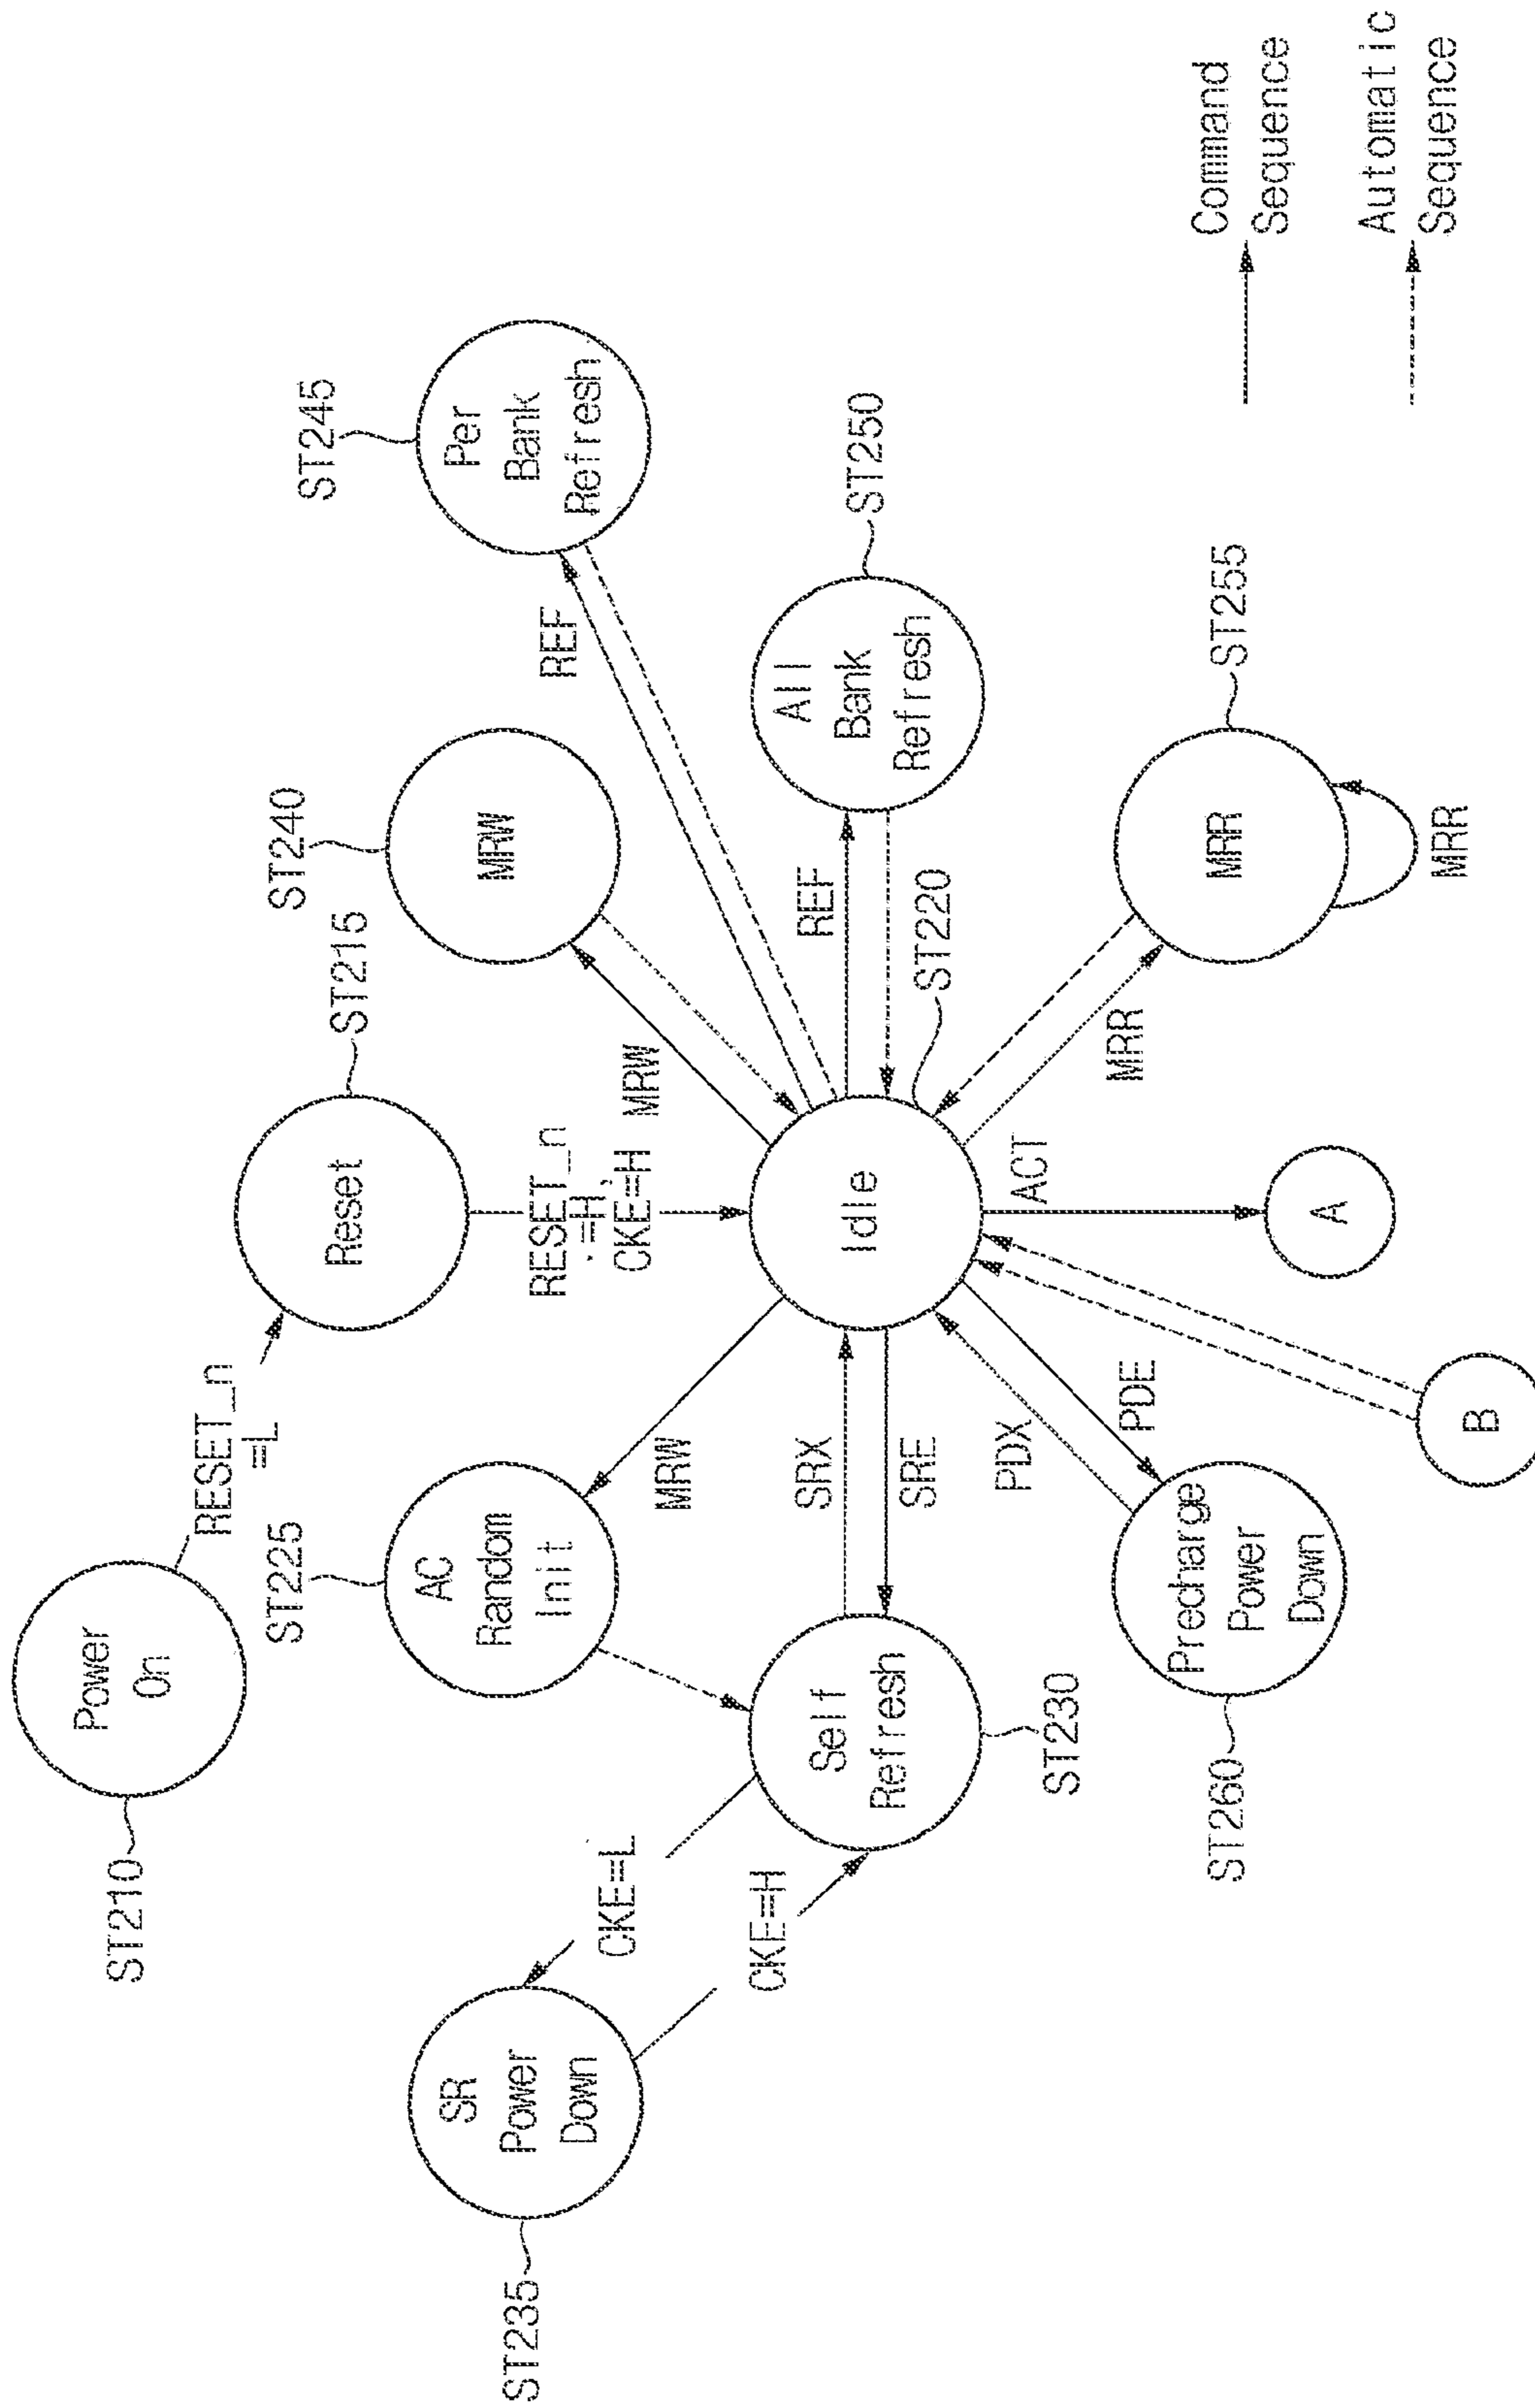 ST210
Power
On
RESET_n
=L
Reset
ST215
ST235
SR
Power
Down
CKE=L
CKE=H
ST225
AC
Random
Init
MRW
RESET_n
=H,
CKE=H
MRW
ST240
MRW
ST245
Per
Bank
Refresh
REF
Self
Refresh
ST230
SRX
SRE
Idle
ST220
REF
All
Bank
Refresh
ST250
ST260
Precharge
Power
Down
PDX
PDE
ACT
MRR
MRR
ST255
MRR
B
A
Command
Sequence
Automatic
Sequence